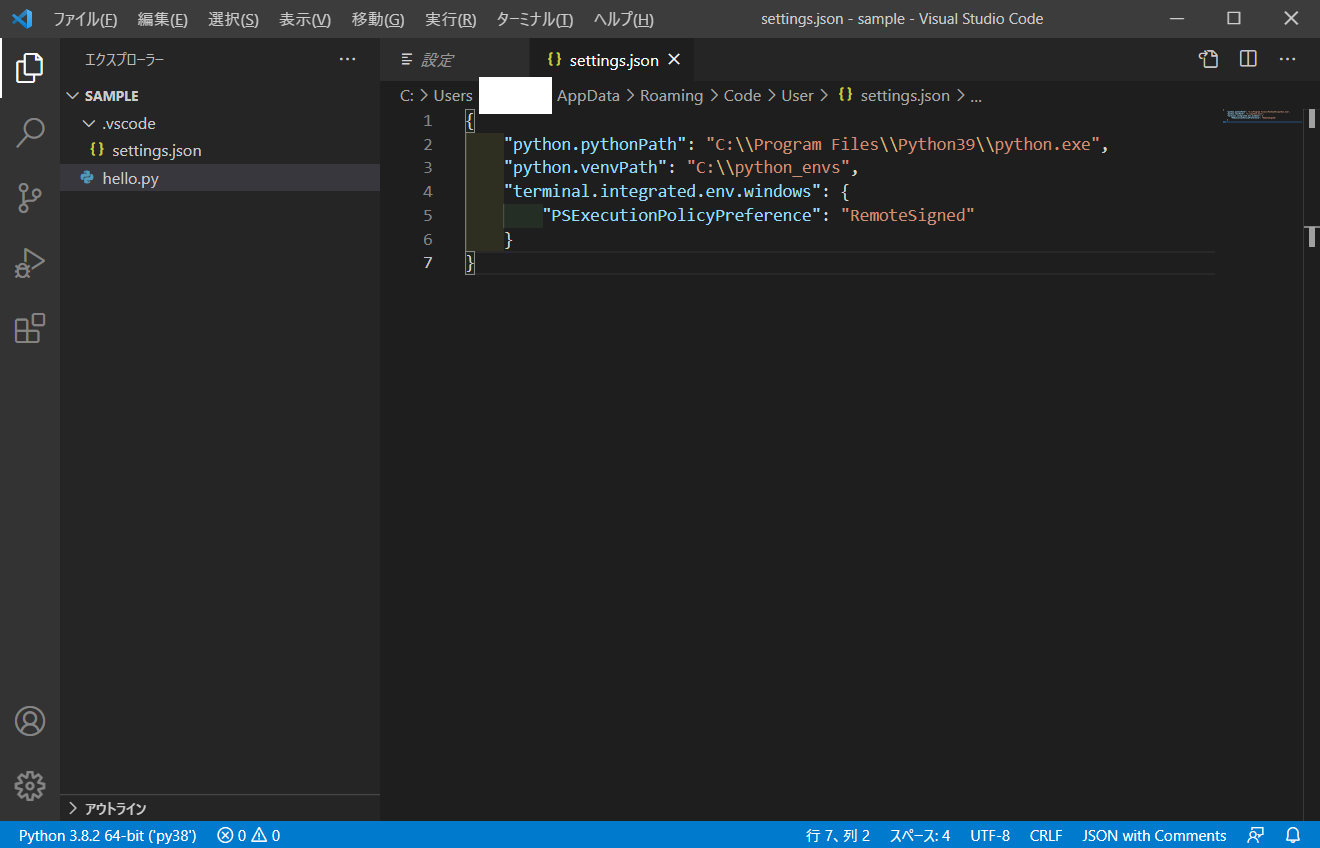 ファイル(F) 編集(E) 選択(S) 表示(V) 移動(G) 実行(R) ターミナル(T) ヘルプ(H) settings.json - sample - Visual Studio Code
エクスプローラー
SAMPLE
.vscode
{} settings.json
hello.py
アウトライン
設定 {} settings.json
C: > Users AppData > Roaming > Code > User > {} settings.json > ...
1 {
2 "python.pythonPath": "C:\\Program Files\\Python39\\python.exe",
3 "python.venvPath": "C:\\python_envs",
4 "terminal.integrated.env.windows": {
5 "PSExecutionPolicyPreference": "RemoteSigned"
6 }
7 }
Python 3.8.2 64-bit ('py38') 0 0 行 7、列 2 スペース: 4 UTF-8 CRLF JSON with Comments